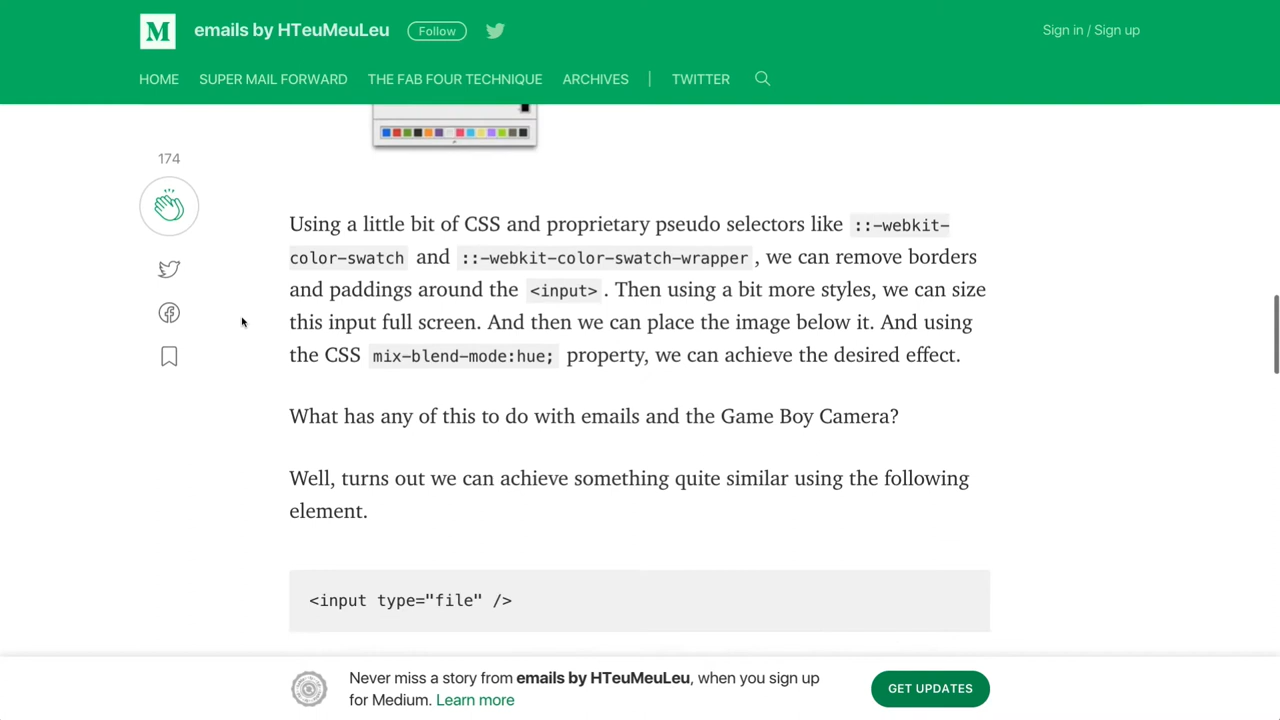 M emails by HTeuMeuLeu Follow
Sign in / Sign up
HOME SUPER MAIL FORWARD THE FAB FOUR TECHNIQUE ARCHIVES | TWITTER
174
Using a little bit of CSS and proprietary pseudo selectors like ::-webkit-
color-swatch and ::-webkit-color-swatch-wrapper , we can remove borders
and paddings around the <input> . Then using a bit more styles, we can size
this input full screen. And then we can place the image below it. And using
the CSS mix-blend-mode:hue; property, we can achieve the desired effect.
What has any of this to do with emails and the Game Boy Camera?
Well, turns out we can achieve something quite similar using the following
element.
<input type="file" />
Never miss a story from emails by HTeuMeuLeu, when you sign up
for Medium. Learn more
GET UPDATES